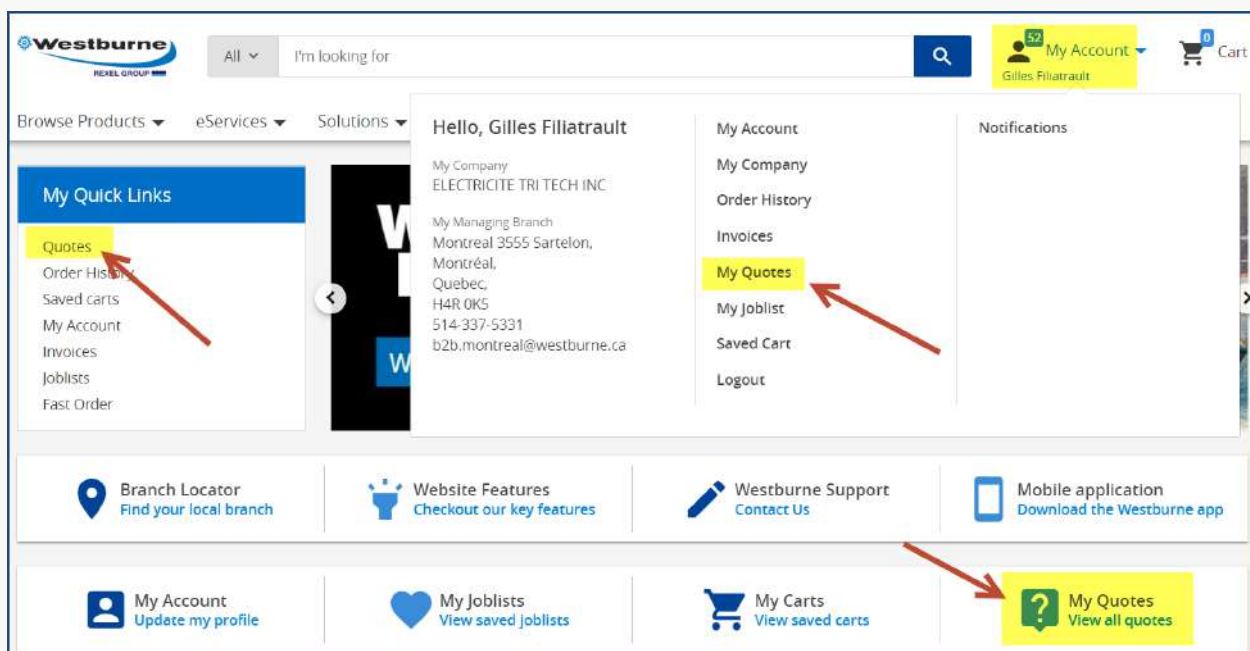 Westburne
REXEL GROUP
All
I'm looking for
52
My Account
Gilles Filiatrault
0
Cart
Browse Products
eServices
Solutions
My Quick Links
Quotes
Order History
Saved carts
My Account
Invoices
Joblists
Fast Order
W
W
Hello, Gilles Filiatrault
My Company
ELECTRICITE TRI TECH INC
My Managing Branch
Montreal 3555 Sartelon,
Montréal,
Quebec,
H4R 0K5
514-337-5331
b2b.montreal@westburne.ca
My Account
My Company
Order History
Invoices
My Quotes
My Joblist
Saved Cart
Logout
Notifications
Branch Locator
Find your local branch
Website Features
Checkout our key features
Westburne Support
Contact Us
Mobile application
Download the Westburne app
My Account
Update my profile
My Joblists
View saved joblists
My Carts
View saved carts
?
My Quotes
View all quotes